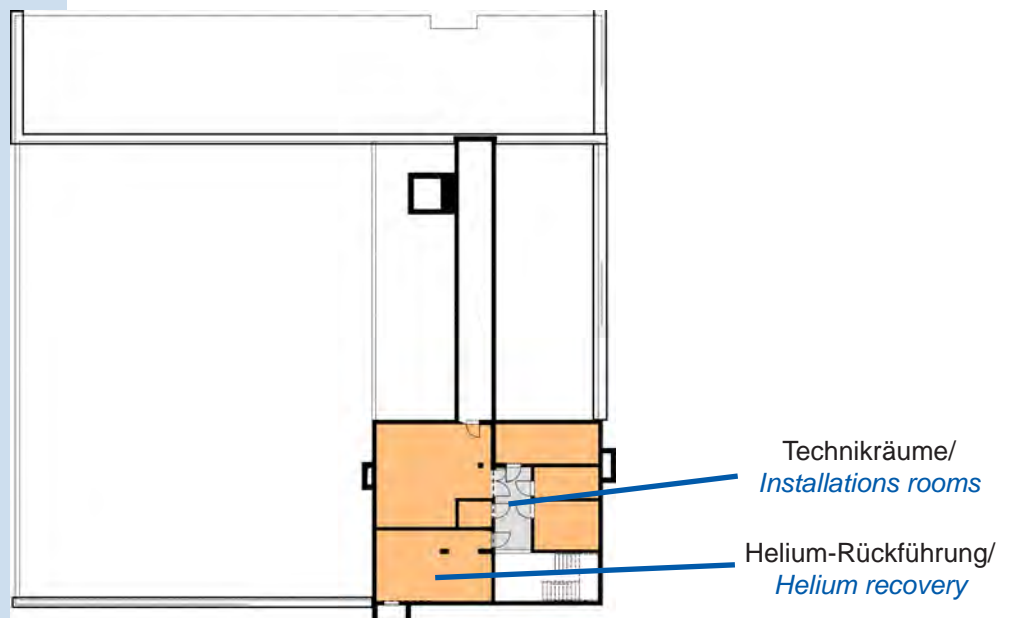 Technikräume/
Installations rooms
Helium-Rückführung/
Helium recovery